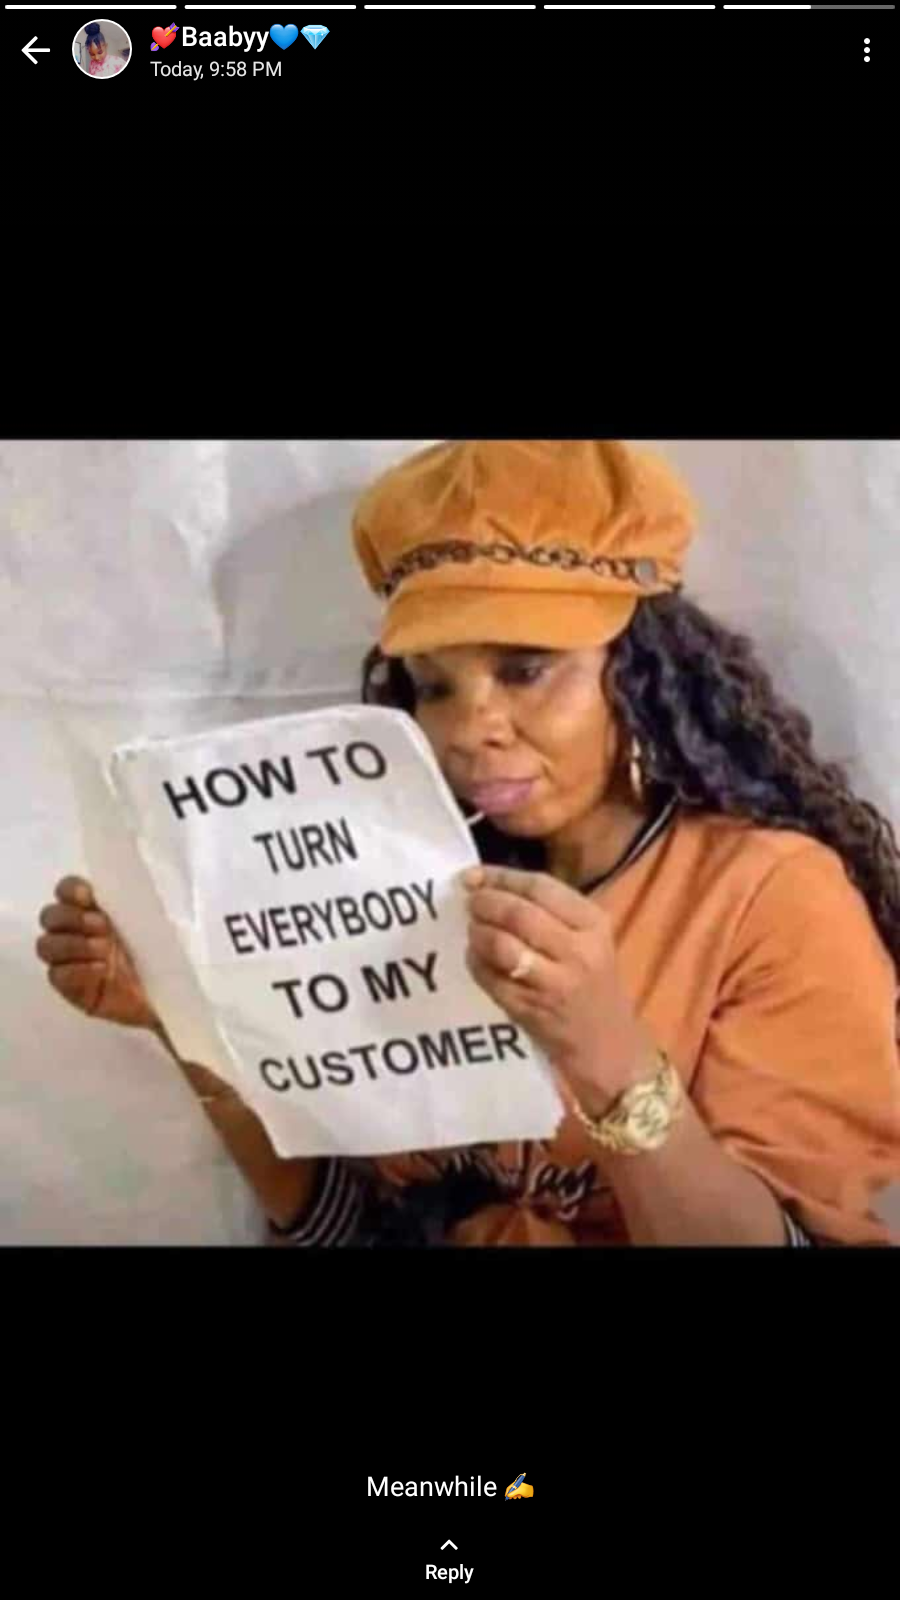 💘Baabyy💙💎
Today, 9:58 PM
HOW TO
TURN
EVERYBODY
TO MY
CUSTOMER
Meanwhile ✍️
Reply